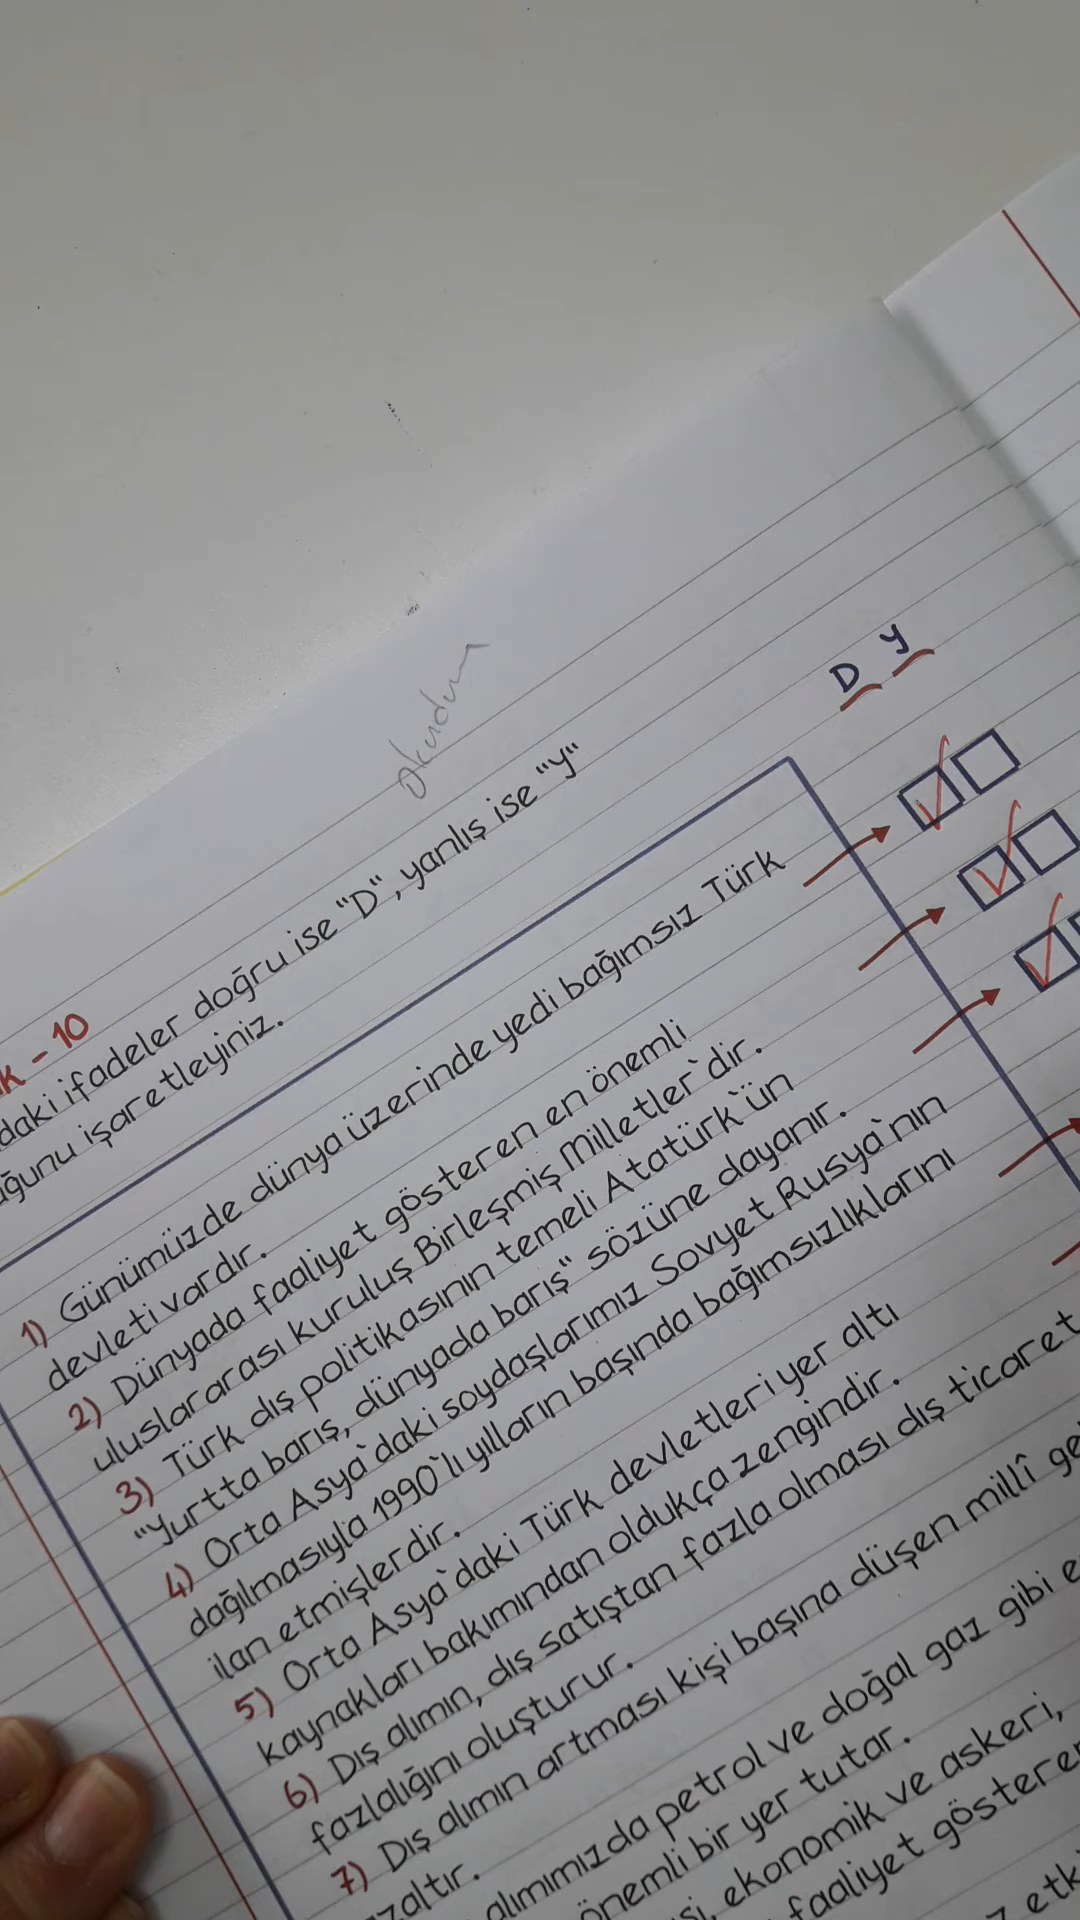 Okudum
K-10
daki ifadeler doğru ise "D", yanlış ise "y"
ğunu işaretleyiniz.
D y
1) Günümüzde dünya üzerinde yedi bağımsız Türk
devleti vardır.
2) Dünyada faaliyet gösteren en önemli
uluslararası kuruluş Birleşmiş Milletler`dir.
3) Türk dış politikasının temeli Atatürk`ün
"Yurtta barış, dünyada barış" sözüne dayanır.
4) Orta Asya`daki soydaşlarımız Sovyet Rusya`nın
dağılmasıyla 1990`lı yılların başında bağımsızlıklarını
ilan etmişlerdir.
5) Orta Asya`daki Türk devletleri yer altı
kaynakları bakımından oldukça zengindir.
6) Dış alımın, dış satıştan fazla olması dış ticaret
fazlalığını oluşturur.
7) Dış alımın artması kişi başına düşen millî ge
zaltır.
alımımızda petrol ve doğal gaz gibi e
önemli bir yer tutar.
si, ekonomik ve askeri,
faaliyet göstere
z etki